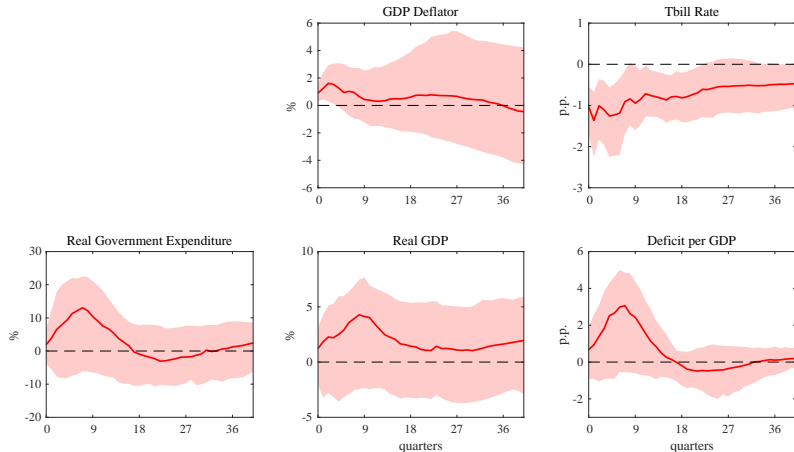 GDP Deflator
Tbill Rate
6
4
2
0
-2
-4
-6
%
0 9 18 27 36
1
0
-1
-2
-3
p.p.
0 9 18 27 36
Real Government Expenditure
Real GDP
Deficit per GDP
30
20
10
0
-10
-20
%
0 9 18 27 36
10
5
0
-5
%
0 9 18 27 36
quarters
6
4
2
0
-2
p.p.
0 9 18 27 36
quarters